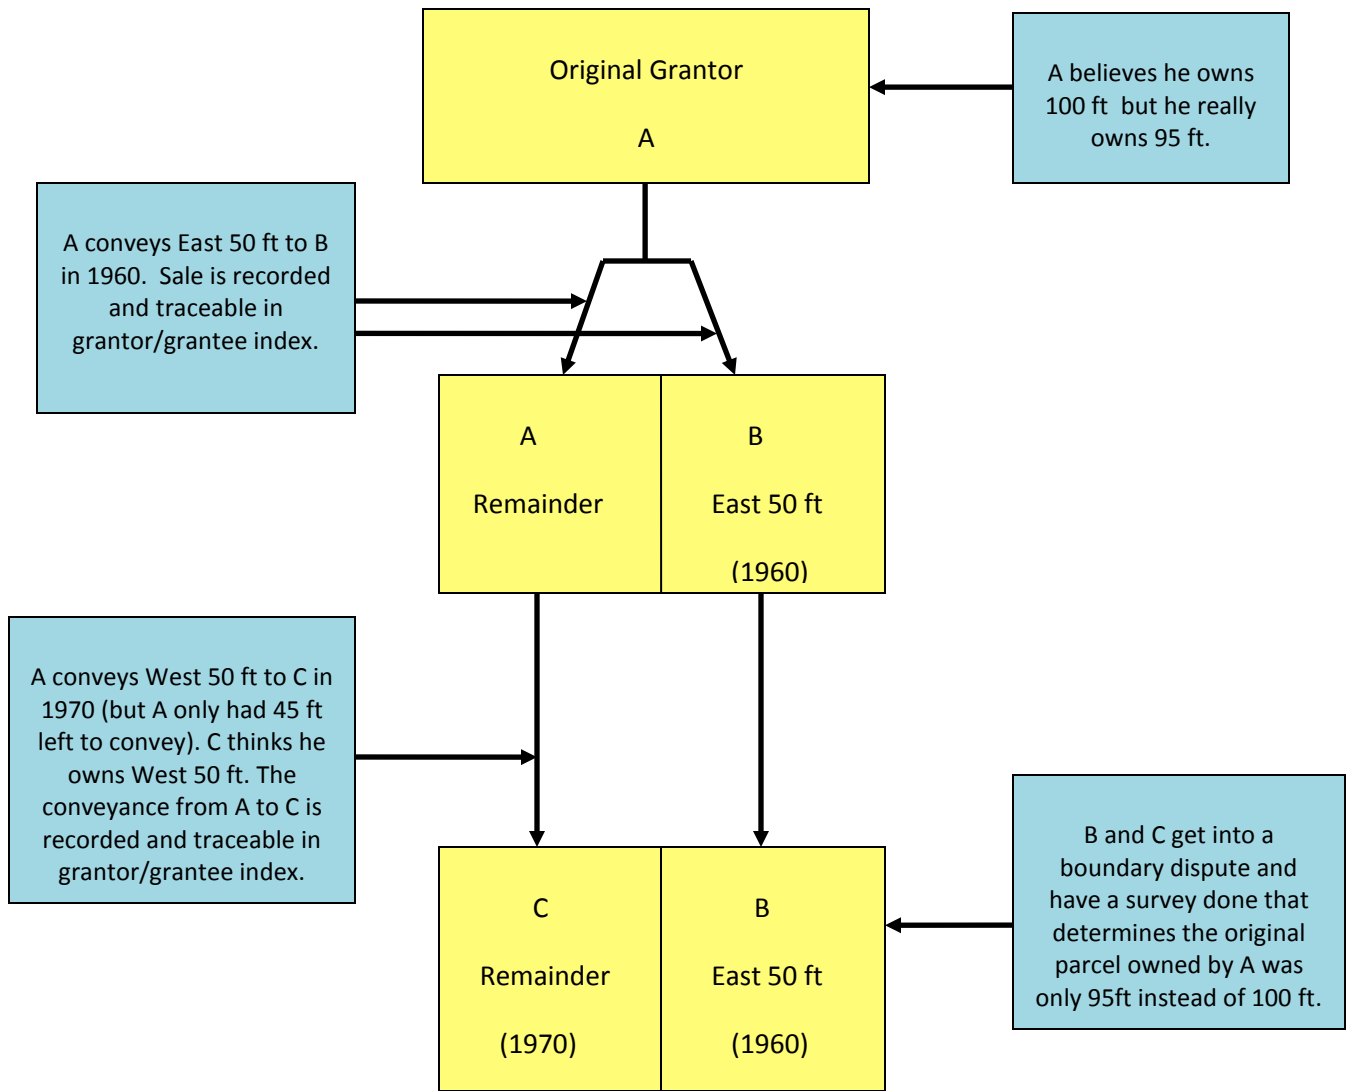 Original Grantor
A
A believes he owns
100 ft but he really
owns 95 ft.
A conveys East 50 ft to B
in 1960. Sale is recorded
and traceable in
grantor/grantee index.
A
Remainder
B
East 50 ft
(1960)
A conveys West 50 ft to C in
1970 (but A only had 45 ft
left to convey). C thinks he
owns West 50 ft. The
conveyance from A to C is
recorded and traceable in
grantor/grantee index.
C
Remainder
(1970)
B
East 50 ft
(1960)
B and C get into a
boundary dispute and
have a survey done that
determines the original
parcel owned by A was
only 95ft instead of 100 ft.